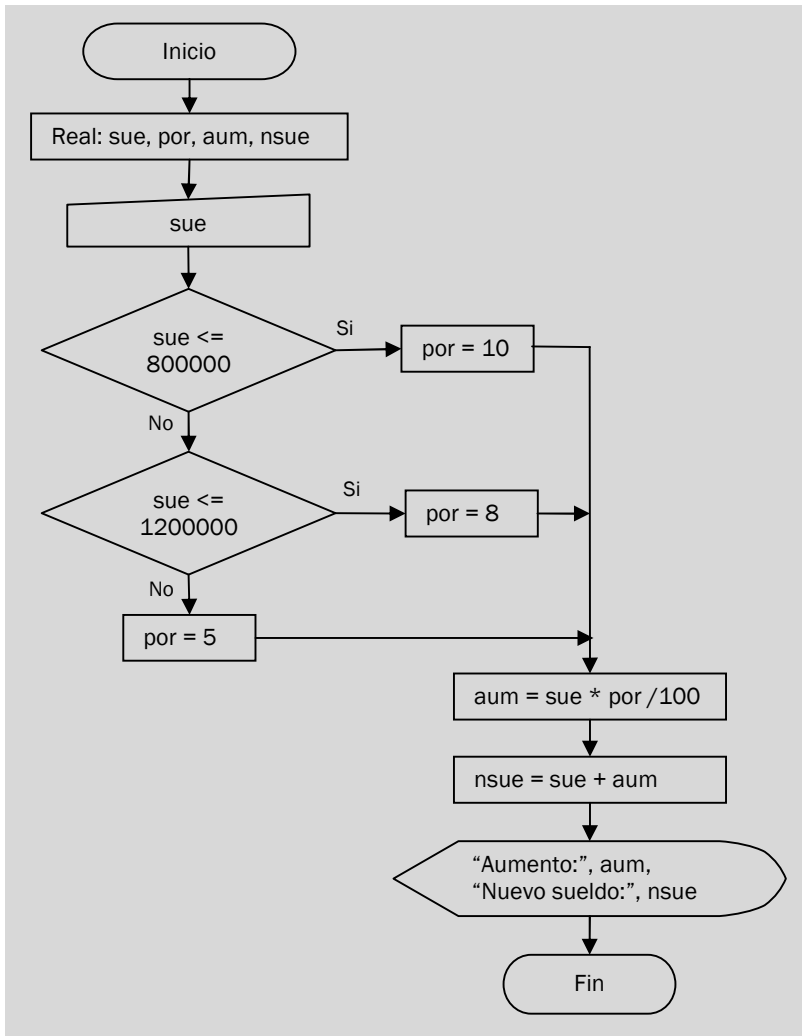 Inicio
Real: sue, por, aum, nsue
sue
sue <=
800000
Si
por = 10
No
sue <=
1200000
Si
por = 8
No
por = 5
aum = sue * por /100
nsue = sue + aum
“Aumento:”, aum,
“Nuevo sueldo:”, nsue
Fin